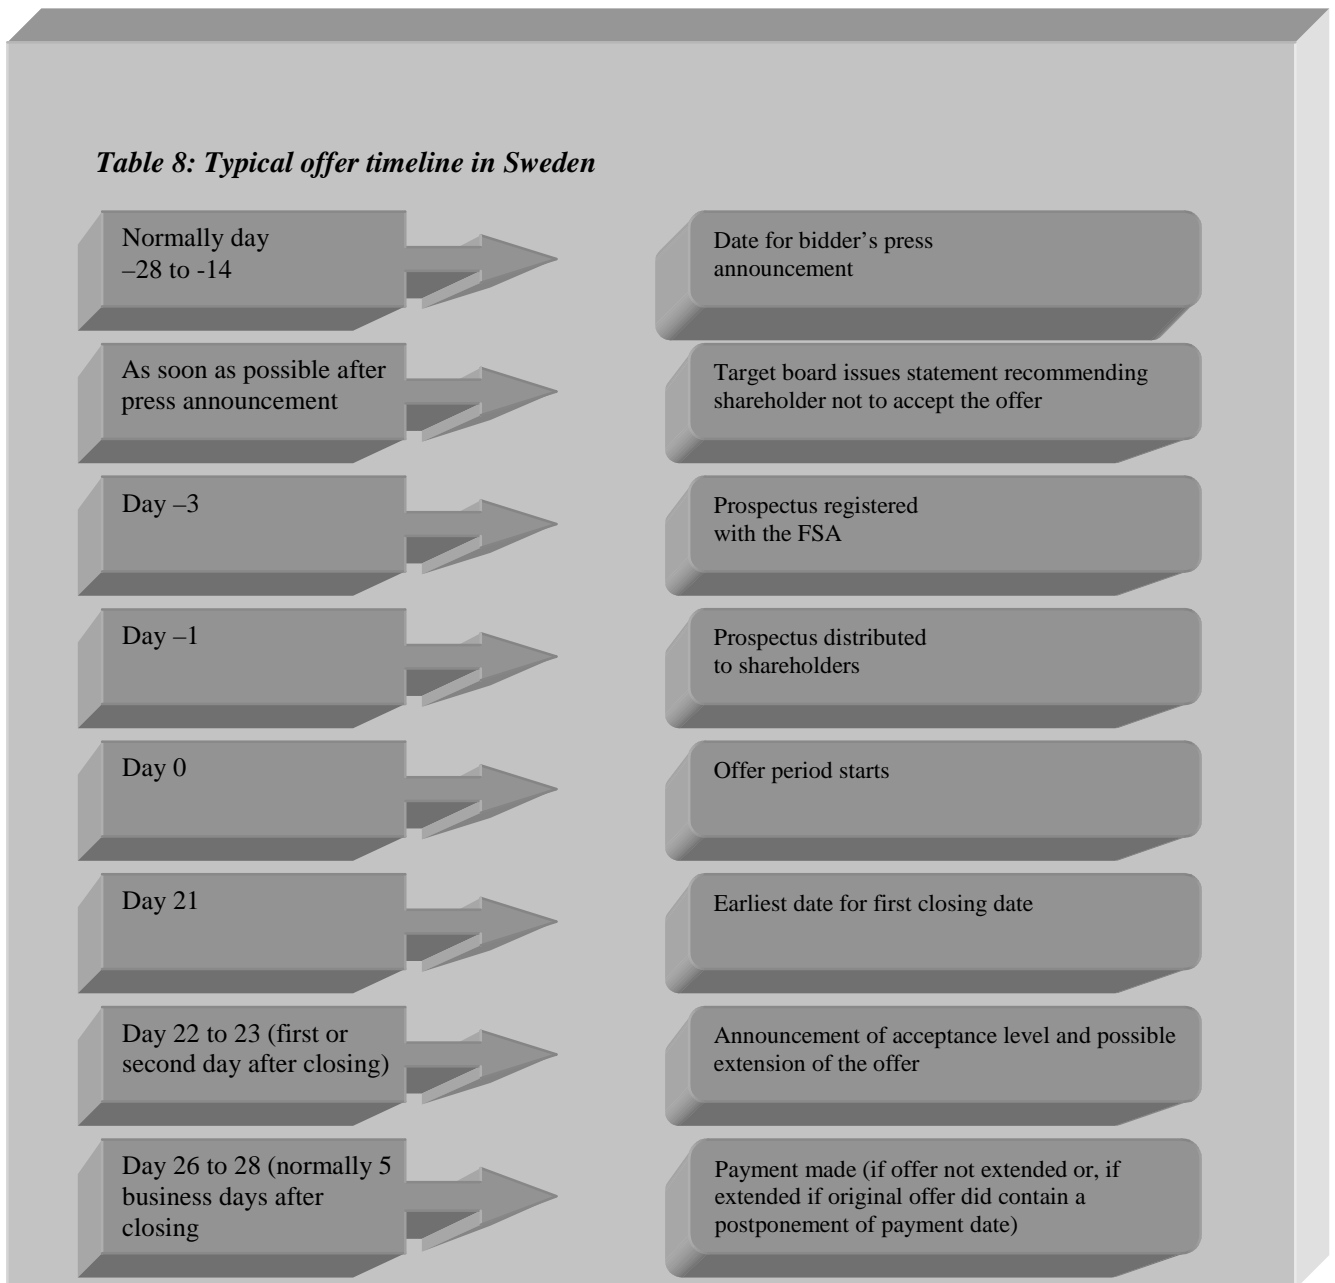 Table 8: Typical offer timeline in Sweden
Normally day
–28 to -14
Date for bidder’s press
announcement
As soon as possible after
press announcement
Target board issues statement recommending
shareholder not to accept the offer
Day –3
Prospectus registered
with the FSA
Day –1
Prospectus distributed
to shareholders
Day 0
Offer period starts
Day 21
Earliest date for first closing date
Day 22 to 23 (first or
second day after closing)
Announcement of acceptance level and possible
extension of the offer
Day 26 to 28 (normally 5
business days after
closing
Payment made (if offer not extended or, if
extended if original offer did contain a
postponement of payment date)